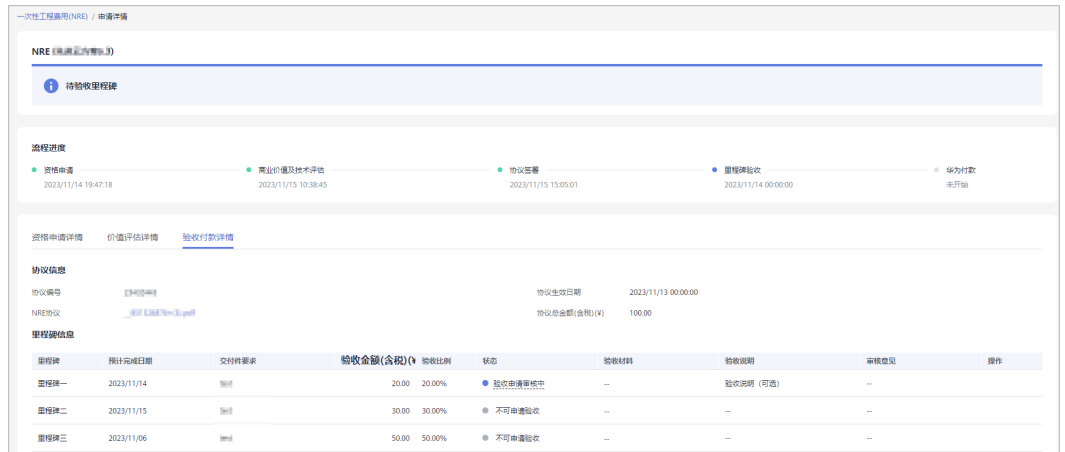 一次性工程费用(NRE) / 申请详情
NRE
待验收里程碑
流程进度
资格申请 商业价值及技术评估 协议签署 里程碑验收 华为付款
2023/11/14 19:47:18 2023/11/15 10:38:45 2023/11/15 15:05:01 2023/11/14 00:00:00 未开始
资格申请详情 价值评估详情 验收付款详情
协议信息
协议编号 协议生效日期 2023/11/13 00:00:00
NRE协议 协议总金额(含税)(¥) 100.00
里程碑信息
里程碑 预计完成日期 交付件要求 验收金额(含税)(¥ 验收比例 状态 验收材料 验收说明 审核意见 操作
里程碑一 2023/11/14 20.00 20.00% 验收申请审核中 -- 验收说明（可选） --
里程碑二 2023/11/15 30.00 30.00% 不可申请验收 -- -- --
里程碑三 2023/11/06 50.00 50.00% 不可申请验收 -- -- --